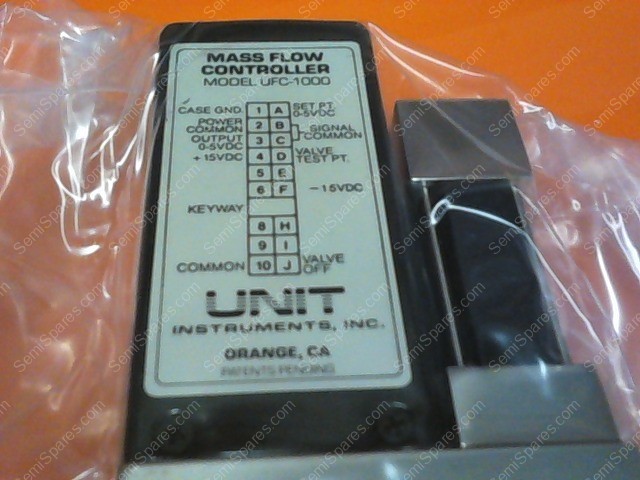 MASS FLOW
CONTROLLER
MODEL UFC-1000
CASE GND. 1 A SET PT. 0-5VDC
POWER COMMON 2 B SIGNAL COMMON
OUTPUT 0-5VDC 3 C
+15VDC 4 D VALVE TEST PT.
5 E
6 F -15VDC
KEYWAY
8 H
9 I
COMMON 10 J VALVE OFF
UNIT
INSTRUMENTS, INC.
ORANGE, CA
PATENTS PENDING
SemiSpares.com